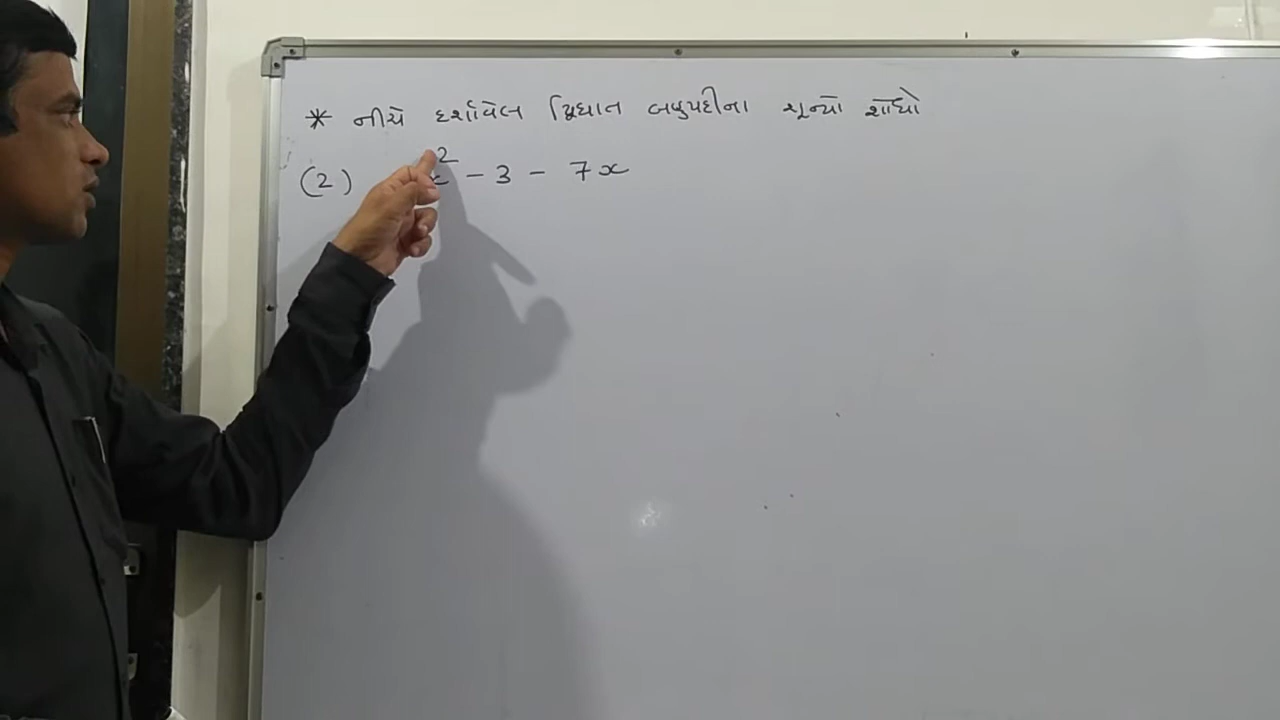 * નીચે દર્શાવેલ દ્વિઘાત બહુપદીના શૂન્યો શોધો
(2) x² - 3 - 7x